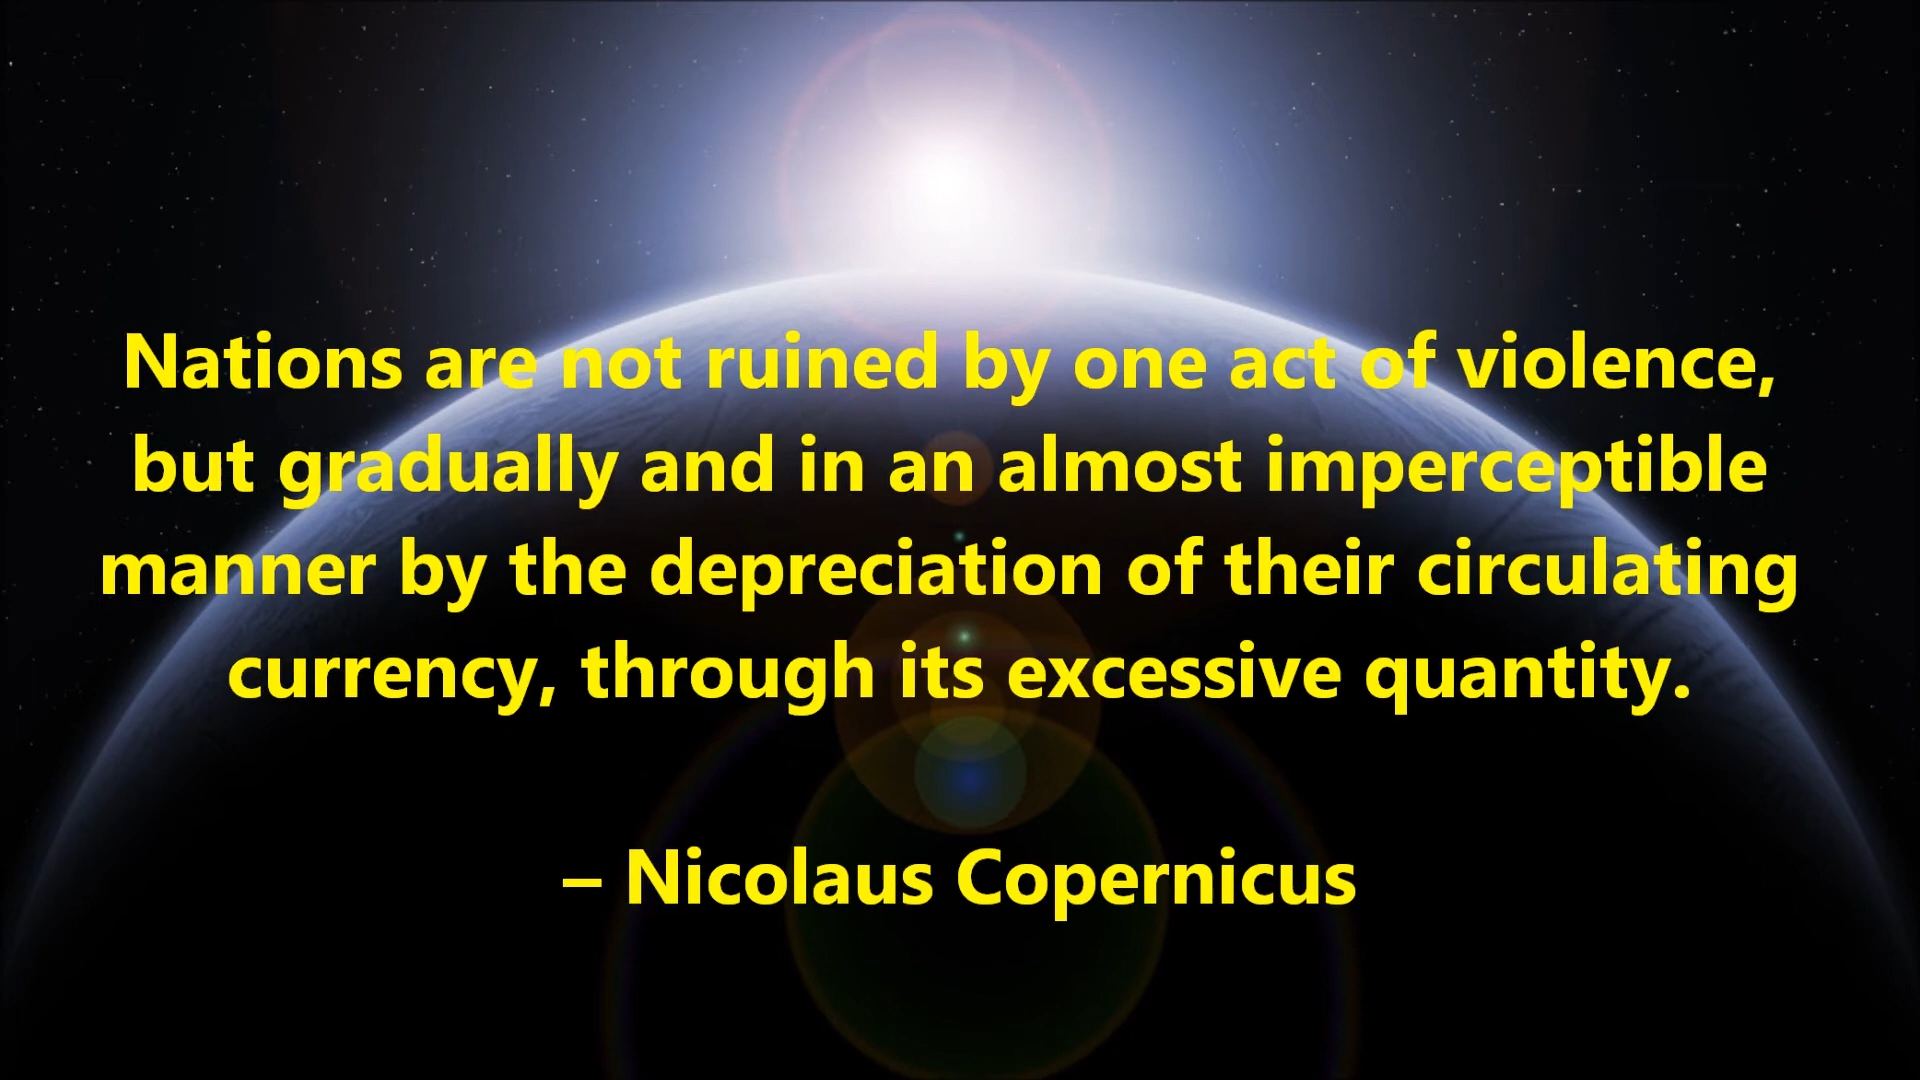 Nations are not ruined by one act of violence,
but gradually and in an almost imperceptible
manner by the depreciation of their circulating
currency, through its excessive quantity.
– Nicolaus Copernicus